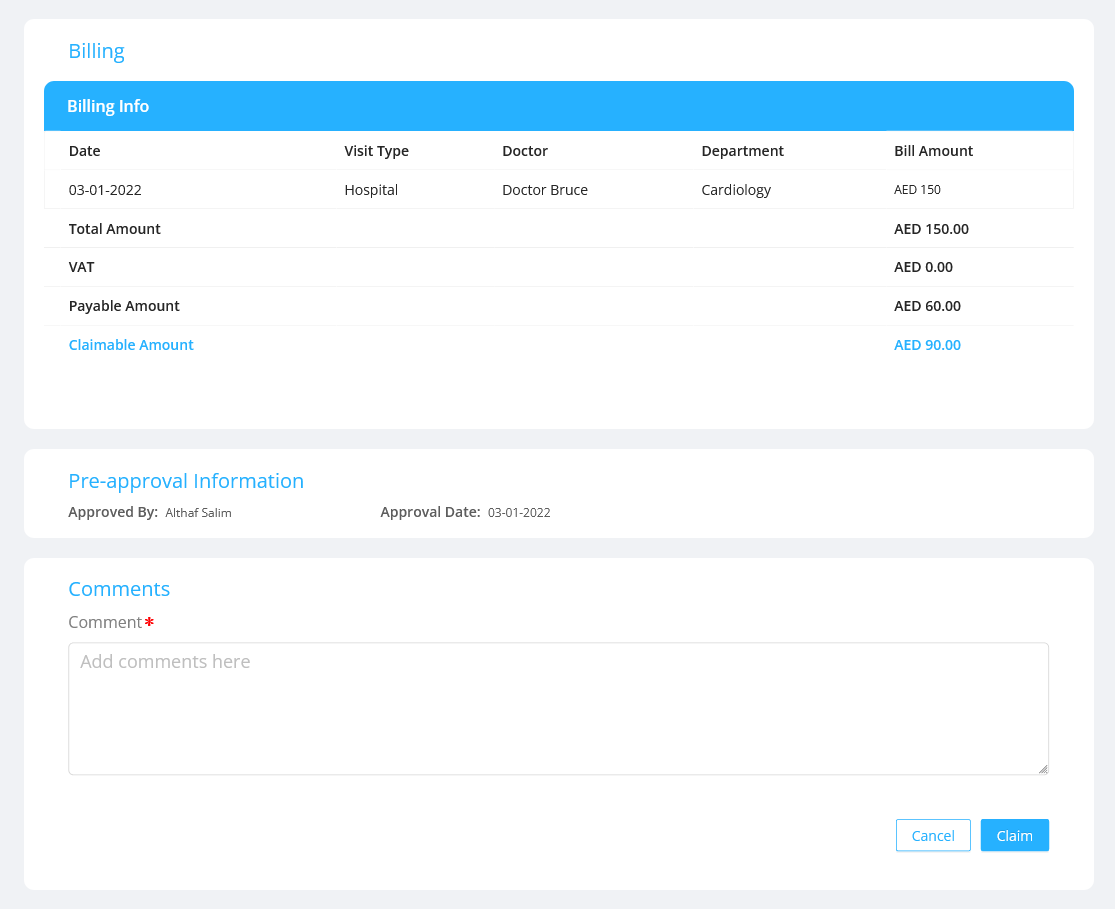 Billing
Billing Info
Date Visit Type Doctor Department Bill Amount
03-01-2022 Hospital Doctor Bruce Cardiology AED 150
Total Amount AED 150.00
VAT AED 0.00
Payable Amount AED 60.00
Claimable Amount AED 90.00
Pre-approval Information
Approved By: Althaf Salim Approval Date: 03-01-2022
Comments
Comment*
Add comments here
Cancel Claim